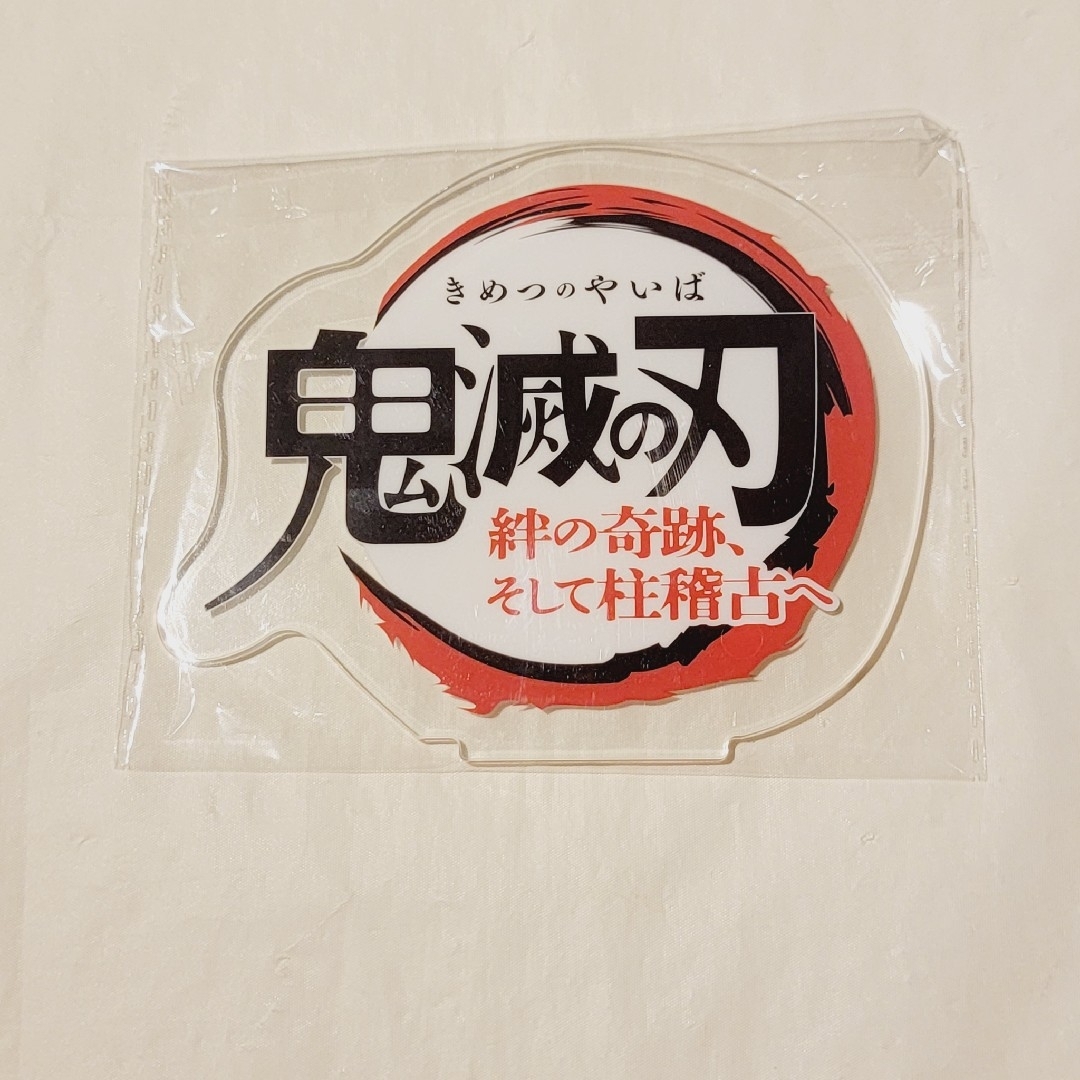 きめつのやいば
鬼滅の刃
絆の奇跡、
そして柱稽古へ